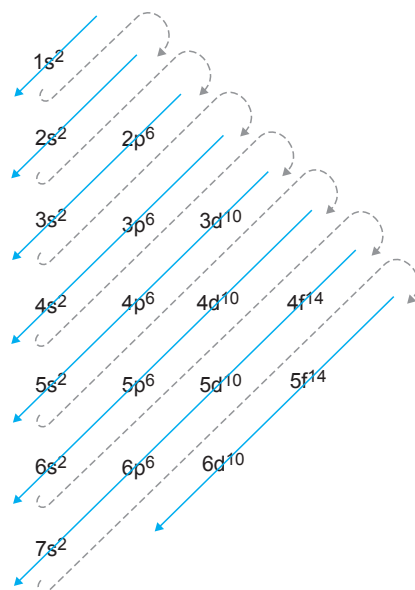 1s²
2s² 2p⁶
3s² 3p⁶ 3d¹⁰
4s² 4p⁶ 4d¹⁰ 4f¹⁴
5s² 5p⁶ 5d¹⁰ 5f¹⁴
6s² 6p⁶ 6d¹⁰
7s²